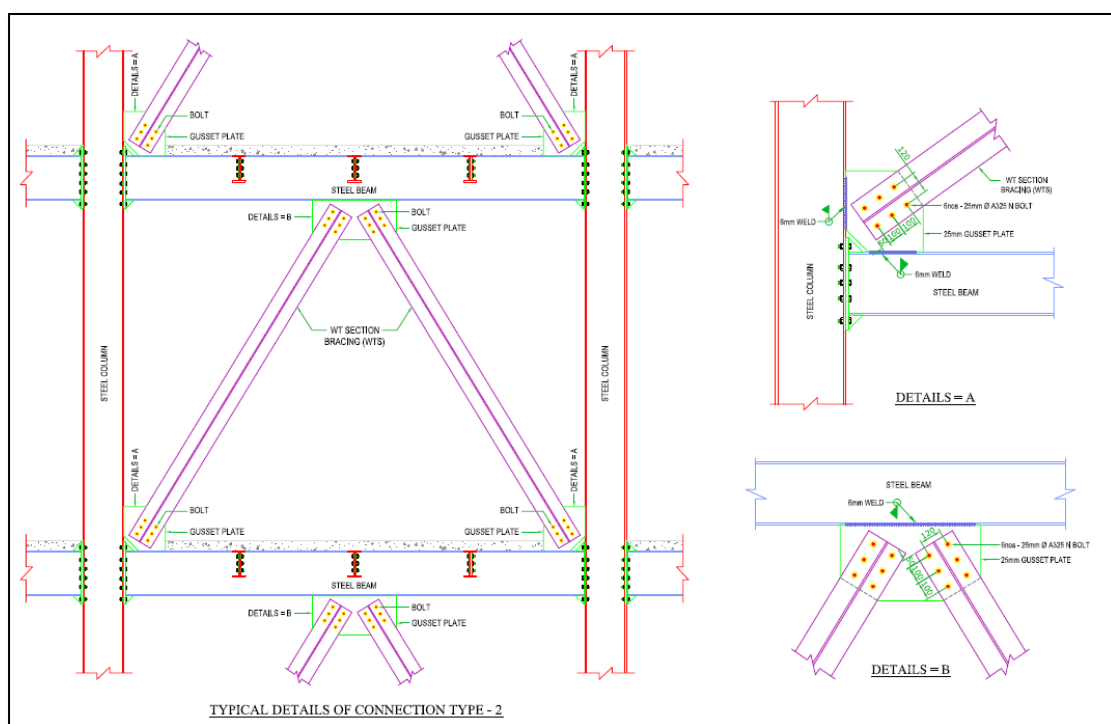 DETAILS = A
BOLT
GUSSET PLATE
DETAILS = A
BOLT
GUSSET PLATE
STEEL BEAM
DETAILS = B
BOLT
GUSSET PLATE
STEEL COLUMN
WT SECTION
BRACING (WTS)
STEEL COLUMN
DETAILS = A
BOLT
GUSSET PLATE
DETAILS = A
BOLT
GUSSET PLATE
STEEL BEAM
DETAILS = B
BOLT
GUSSET PLATE
TYPICAL DETAILS OF CONNECTION TYPE - 2
120
WT SECTION
BRACING (WTS)
6nos - 25mm Ø A325 N BOLT
6mm WELD
50
100
100
25mm GUSSET PLATE
6mm WELD
STEEL BEAM
STEEL COLUMN
DETAILS = A
STEEL BEAM
6mm WELD
120
6nos - 25mm Ø A325 N BOLT
25mm GUSSET PLATE
50
100
100
DETAILS = B